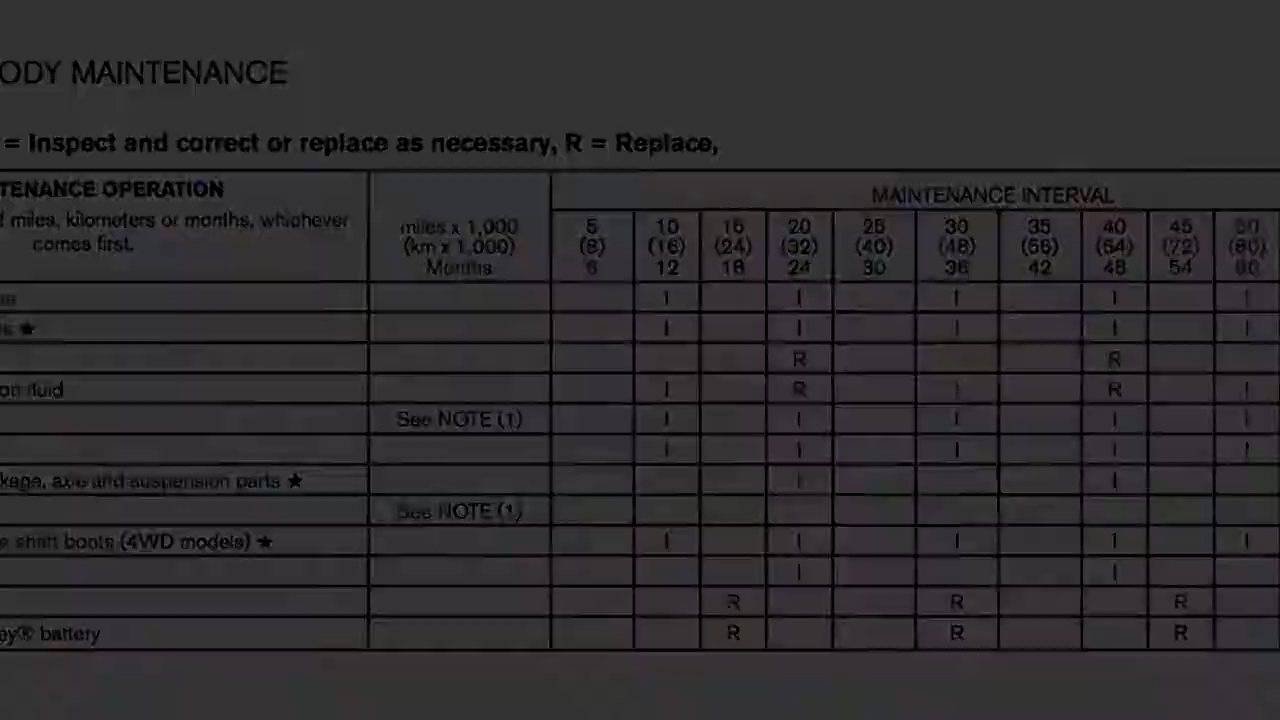 ODY MAINTENANCE
= Inspect and correct or replace as necessary, R = Replace,
TENANCE OPERATION
MAINTENANCE INTERVAL
f miles, kilometers or months, whichever
comes first.
miles x 1,000
(km x 1,000)
Months
5 10 15 20 25 30 35 40 45 50
(8) (16) (24) (32) (40) (48) (56) (64) (72) (80)
6 12 18 24 30 36 42 48 54 60
I I I I I
s ★ I I I I I
R R
on fluid I R I R I
See NOTE (1) I I I I I
I I I I I
kage, axle and suspension parts ★ I I
See NOTE (1)
e shaft boots (4WD models) ★ I I I I I
I I
R R R
ey® battery R R R